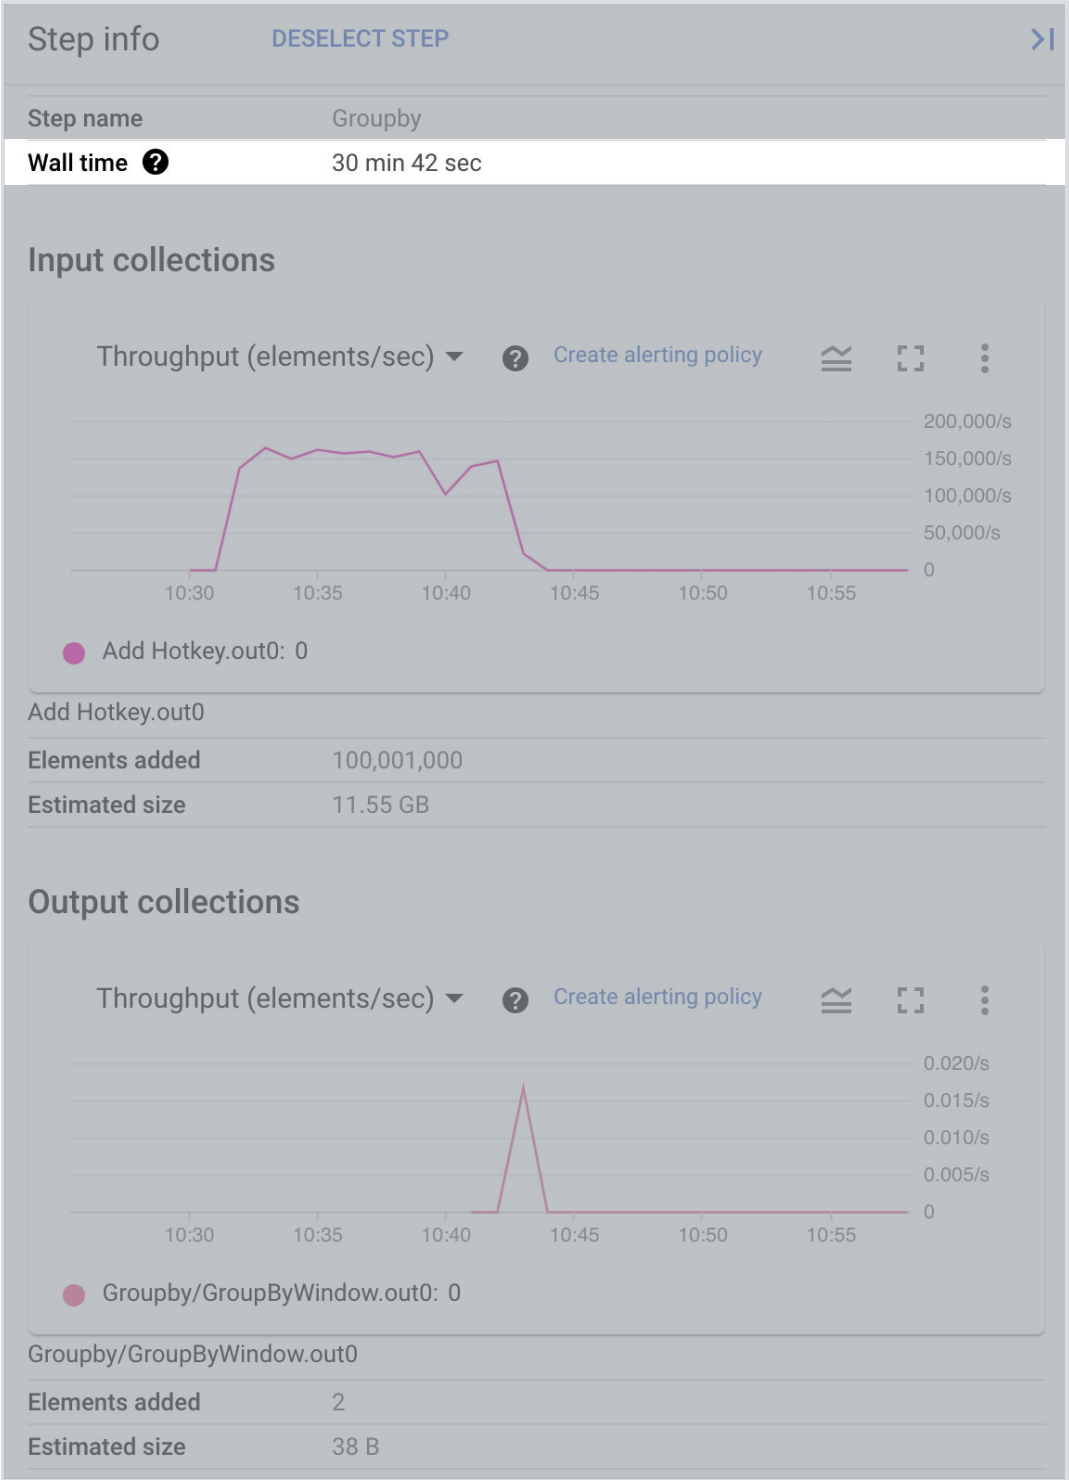 Step info DESELECT STEP
Step name Groupby
Wall time ? 30 min 42 sec
Input collections
Throughput (elements/sec) ? Create alerting policy
200,000/s
150,000/s
100,000/s
50,000/s
0
10:30 10:35 10:40 10:45 10:50 10:55
Add Hotkey.out0: 0
Add Hotkey.out0
Elements added 100,001,000
Estimated size 11.55 GB
Output collections
Throughput (elements/sec) ? Create alerting policy
0.020/s
0.015/s
0.010/s
0.005/s
0
10:30 10:35 10:40 10:45 10:50 10:55
Groupby/GroupByWindow.out0: 0
Groupby/GroupByWindow.out0
Elements added 2
Estimated size 38 B